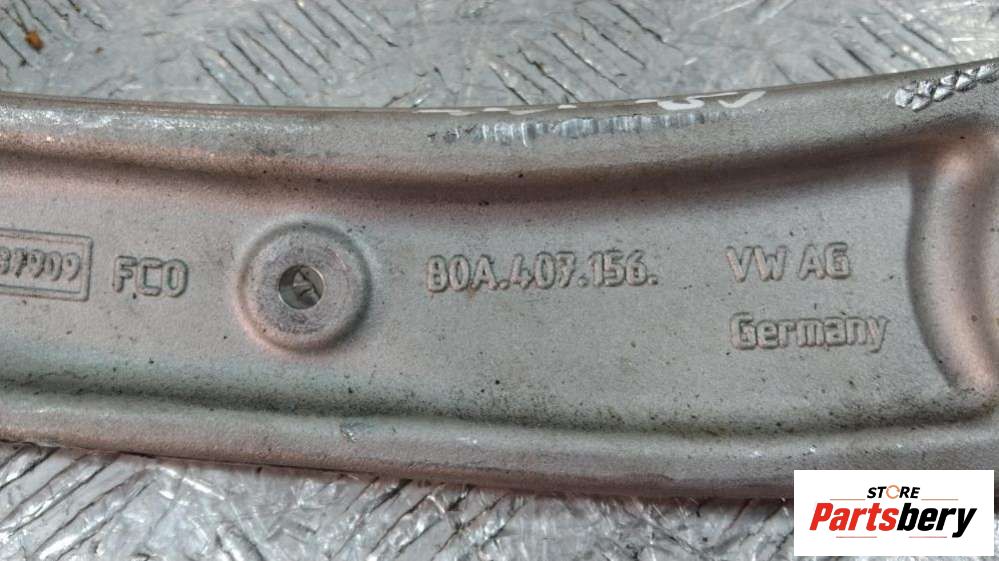 FCO
80A.407.156.
VW AG
Germany
STORE
Partsbery